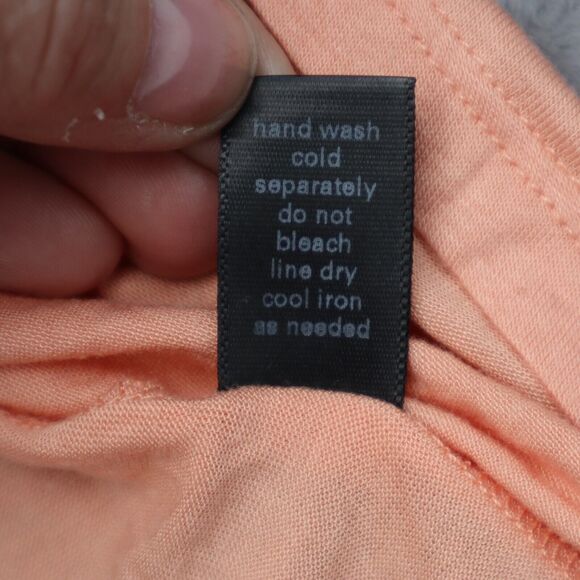 hand wash
cold
separately
do not
bleach
line dry
cool iron
as needed